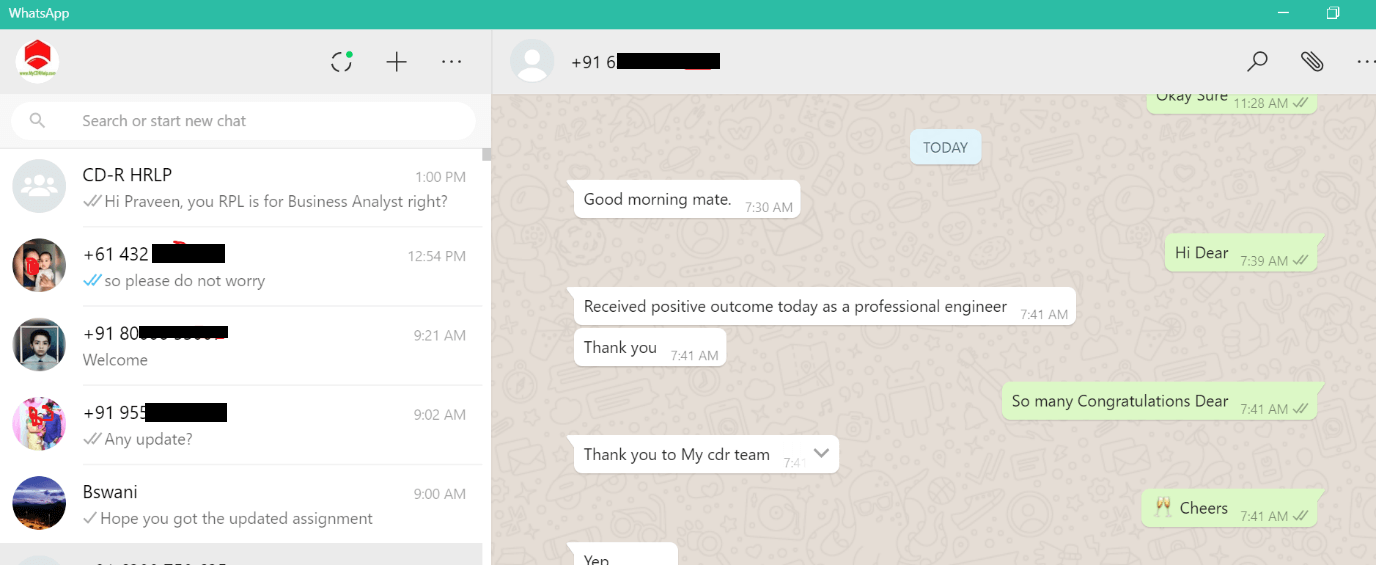 WhatsApp
www.MyCDRHelp.com
Search or start new chat
CD-R HRLP
1:00 PM
Hi Praveen, you RPL is for Business Analyst right?
+61 432
12:54 PM
so please do not worry
+91 80
9:21 AM
Welcome
+91 955
9:02 AM
Any update?
Bswani
9:00 AM
Hope you got the updated assignment
+91 6
Okay Sure 11:28 AM
TODAY
Good morning mate. 7:30 AM
Hi Dear 7:39 AM
Received positive outcome today as a professional engineer 7:41 AM
Thank you 7:41 AM
So many Congratulations Dear 7:41 AM
Thank you to My cdr team 7:41
Cheers 7:41 AM
Yep